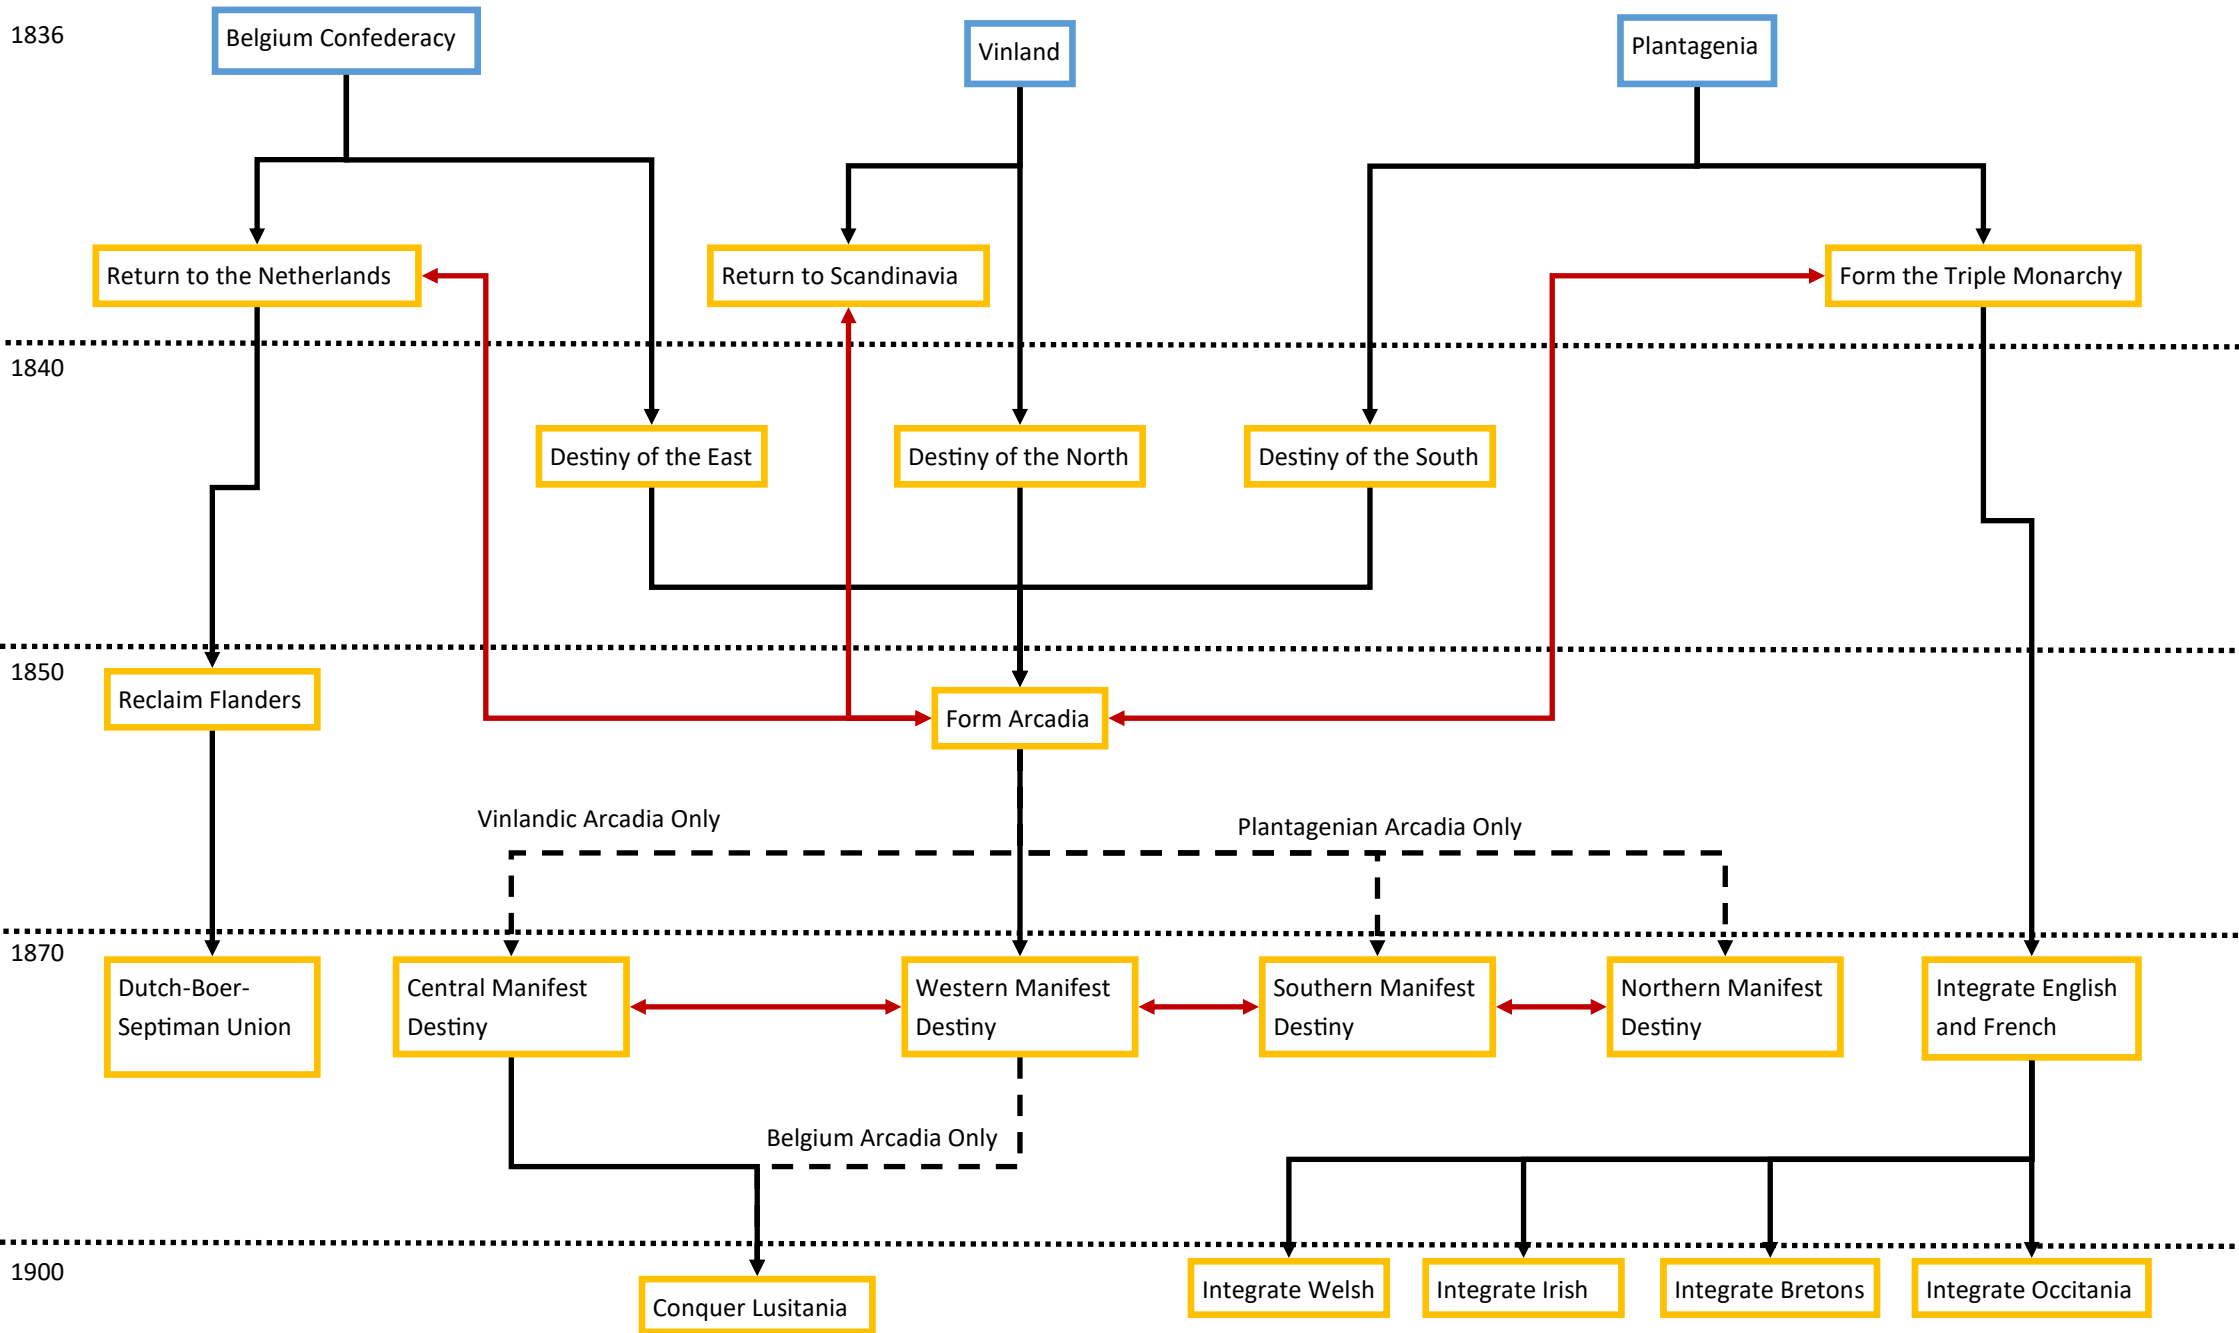 1836
Belgium Confederacy
Vinland
Plantagenia
Return to the Netherlands
Return to Scandinavia
Form the Triple Monarchy
1840
Destiny of the East
Destiny of the North
Destiny of the South
1850
Reclaim Flanders
Form Arcadia
Vinlandic Arcadia Only
Plantagenian Arcadia Only
1870
Dutch-Boer-
Septiman Union
Central Manifest
Destiny
Western Manifest
Destiny
Southern Manifest
Destiny
Northern Manifest
Destiny
Integrate English
and French
Belgium Arcadia Only
1900
Conquer Lusitania
Integrate Welsh
Integrate Irish
Integrate Bretons
Integrate Occitania